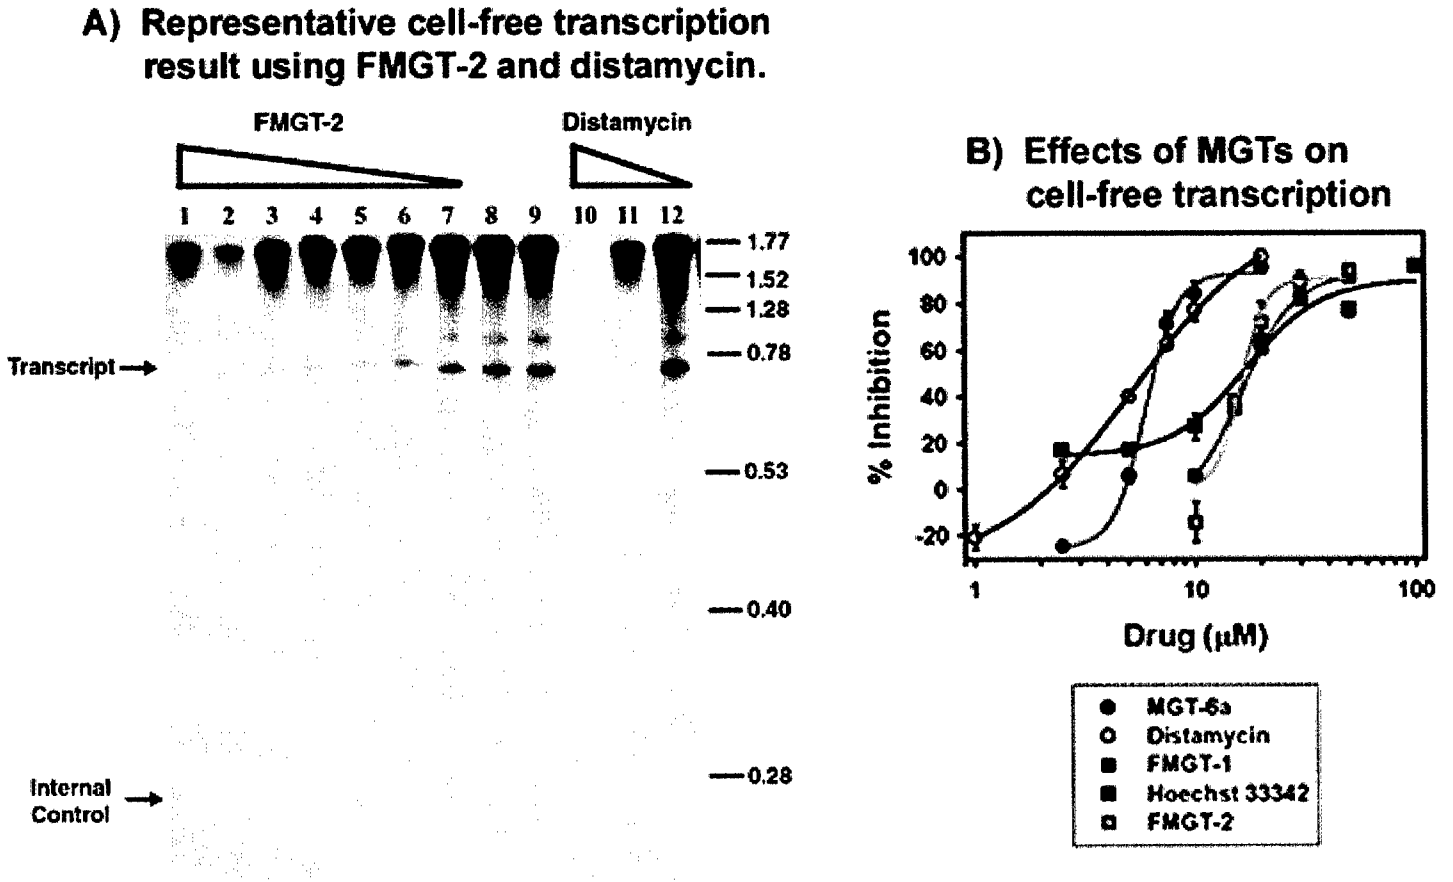 A) Representative cell-free transcription
result using FMGT-2 and distamycin.
FMGT-2
Distamycin
1 2 3 4 5 6 7 8 9 10 11 12
1.77
1.52
1.28
0.78
Transcript
0.53
0.40
0.28
Internal
Control
B) Effects of MGTs on
cell-free transcription
% Inhibition
100
80
60
40
20
0
-20
1 10 100
Drug (μM)
MGT-6a
Distamycin
FMGT-1
Hoechst 33342
FMGT-2